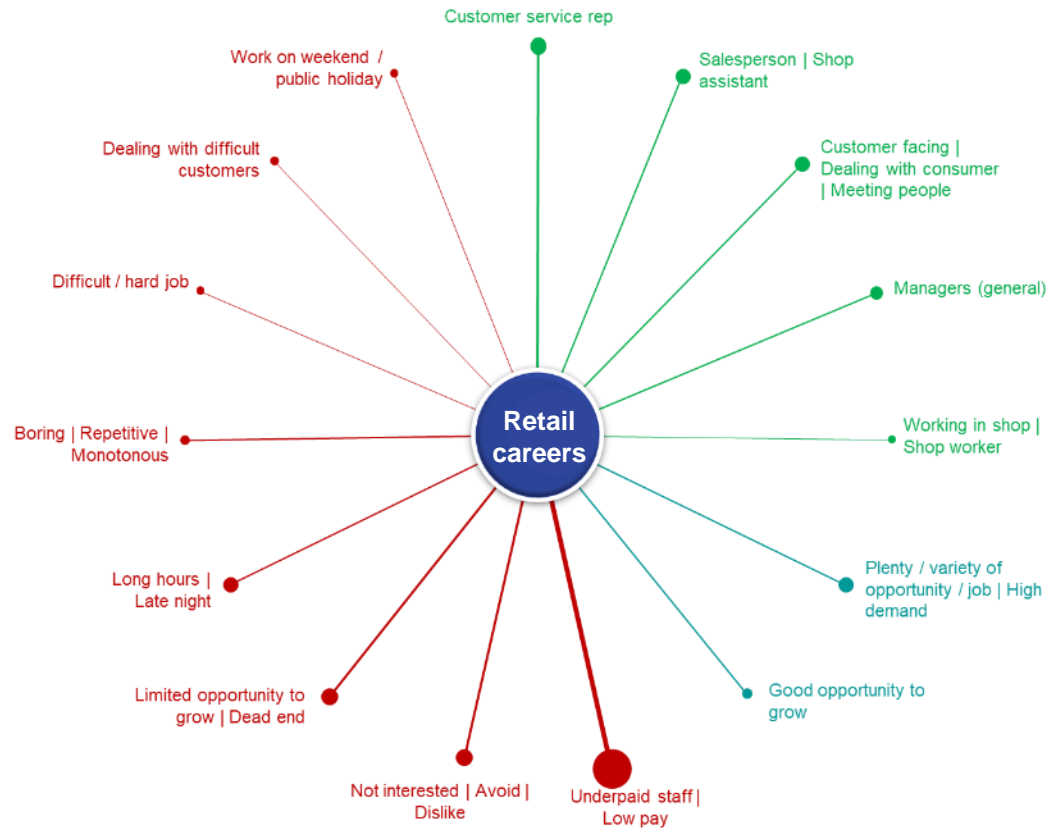 Customer service rep
Salesperson | Shop
assistant
Customer facing |
Dealing with consumer
| Meeting people
Managers (general)
Working in shop |
Shop worker
Plenty / variety of
opportunity / job | High
demand
Good opportunity to
grow
Underpaid staff |
Low pay
Not interested | Avoid |
Dislike
Limited opportunity to
grow | Dead end
Long hours |
Late night
Boring | Repetitive |
Monotonous
Difficult / hard job
Dealing with difficult
customers
Work on weekend /
public holiday
Retail
careers